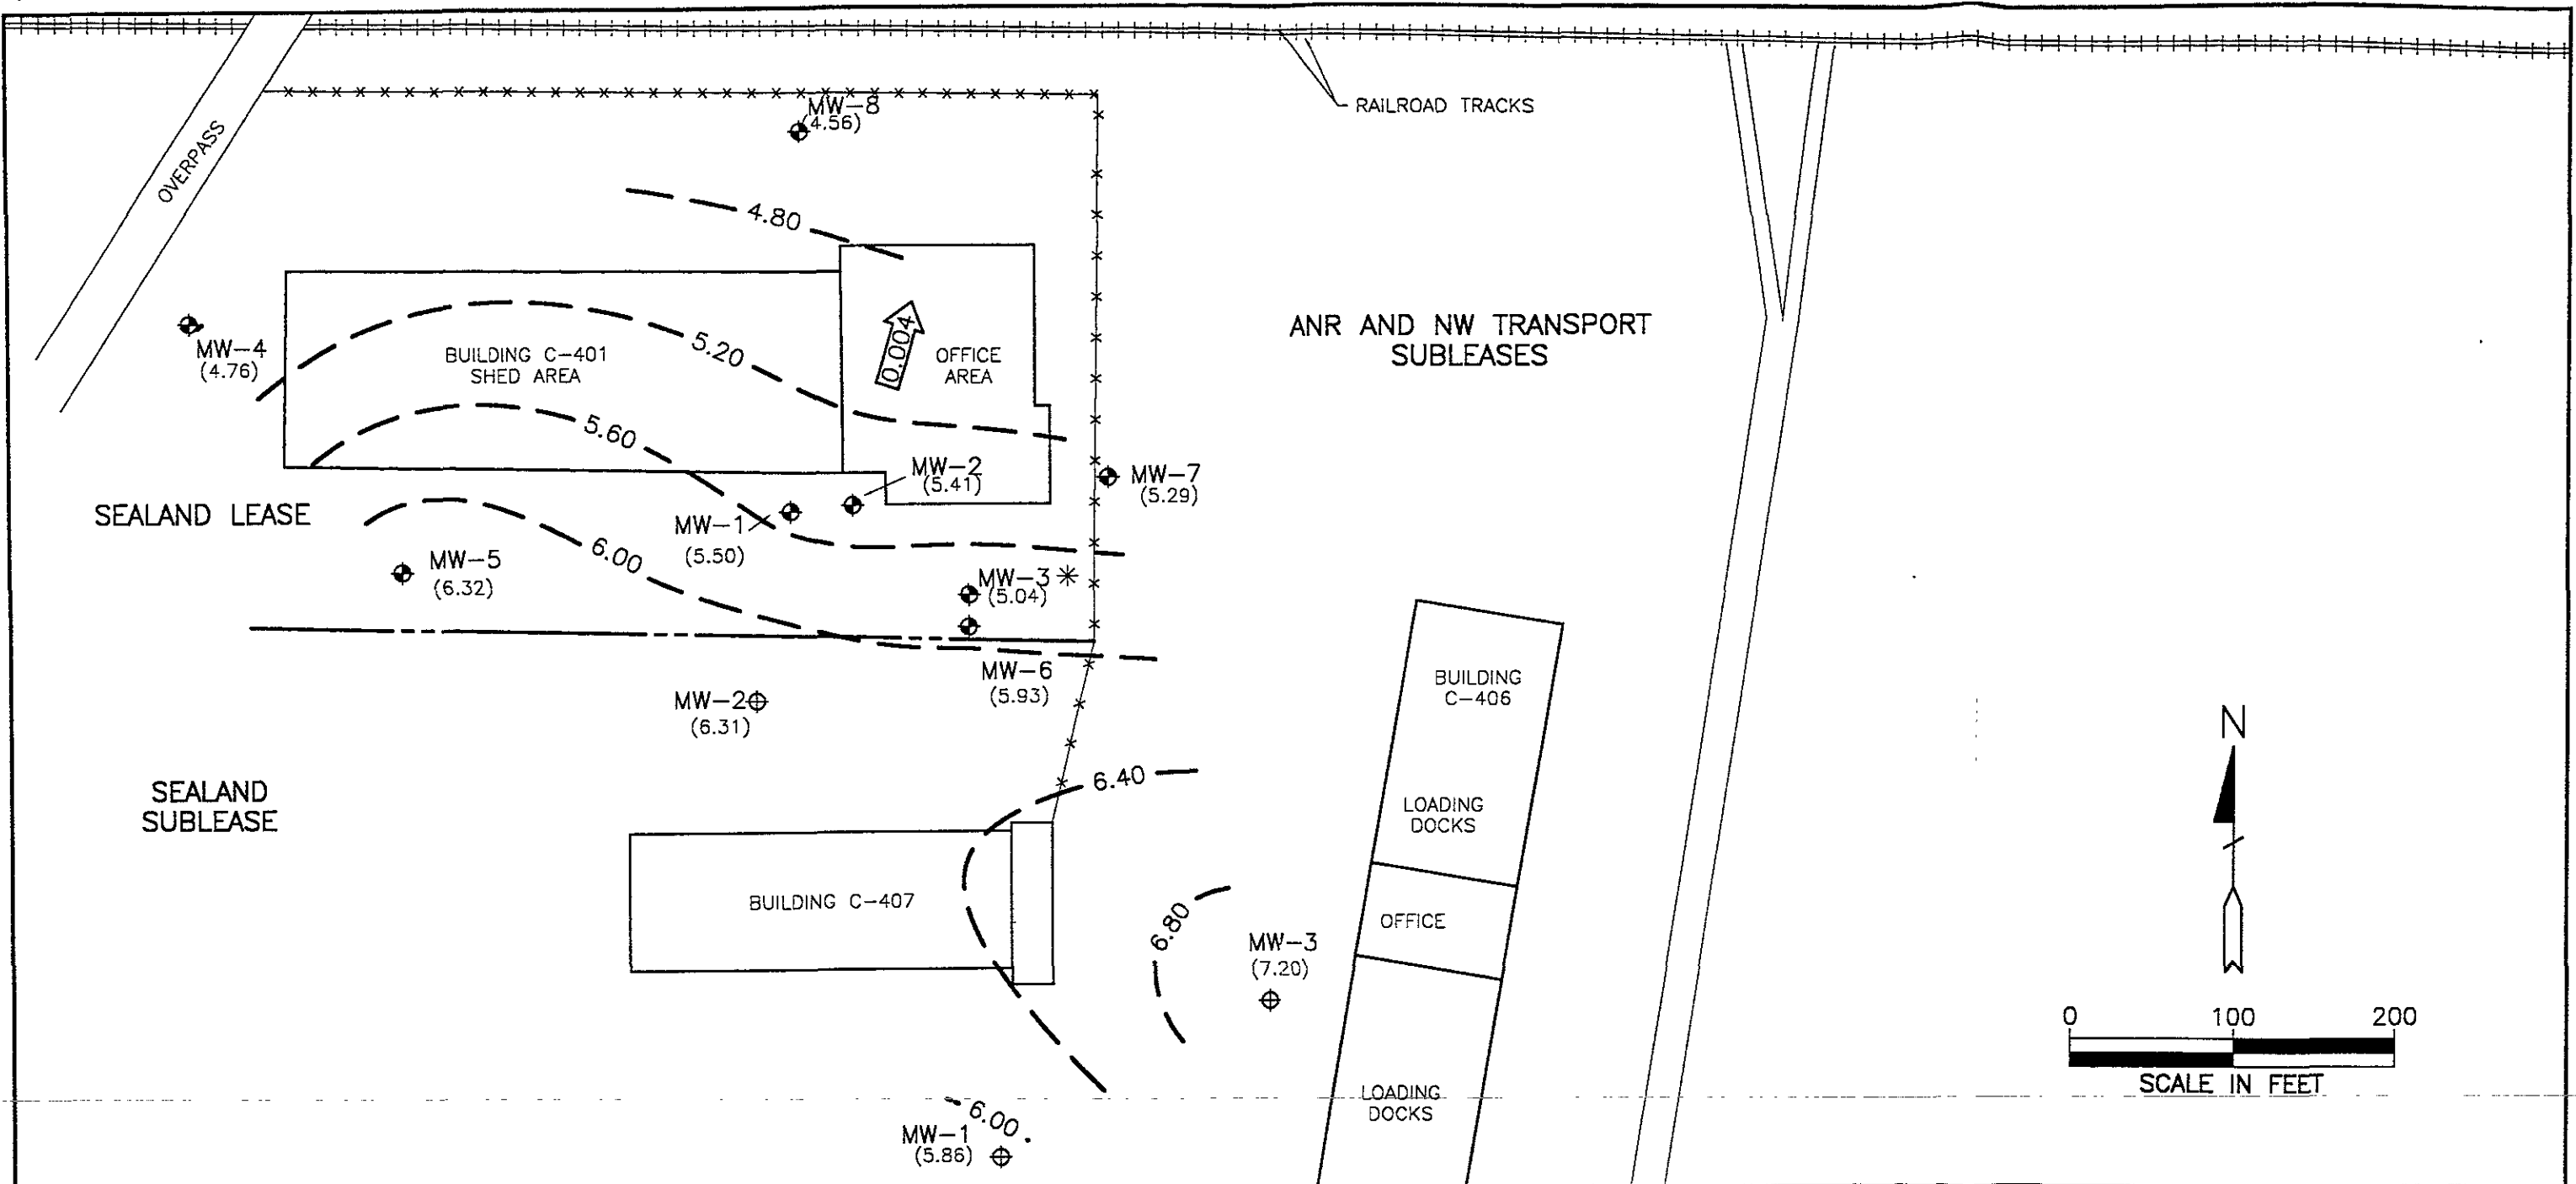 MW-8
(4.56)
RAILROAD TRACKS
OVERPASS
4.80
MW-4
(4.76)
BUILDING C-401
SHED AREA
5.20
0.004
OFFICE
AREA
ANR AND NW TRANSPORT
SUBLEASES
5.60
MW-2
(5.41)
MW-7
(5.29)
SEALAND LEASE
MW-1
(5.50)
6.00
MW-5
(6.32)
MW-3
(5.04)
MW-6
(5.93)
MW-2
(6.31)
BUILDING
C-406
N
SEALAND
SUBLEASE
6.40
LOADING
DOCKS
BUILDING C-407
6.80
OFFICE
MW-3
(7.20)
0 100 200
SCALE IN FEET
LOADING
DOCKS
6.00
MW-1
(5.86)